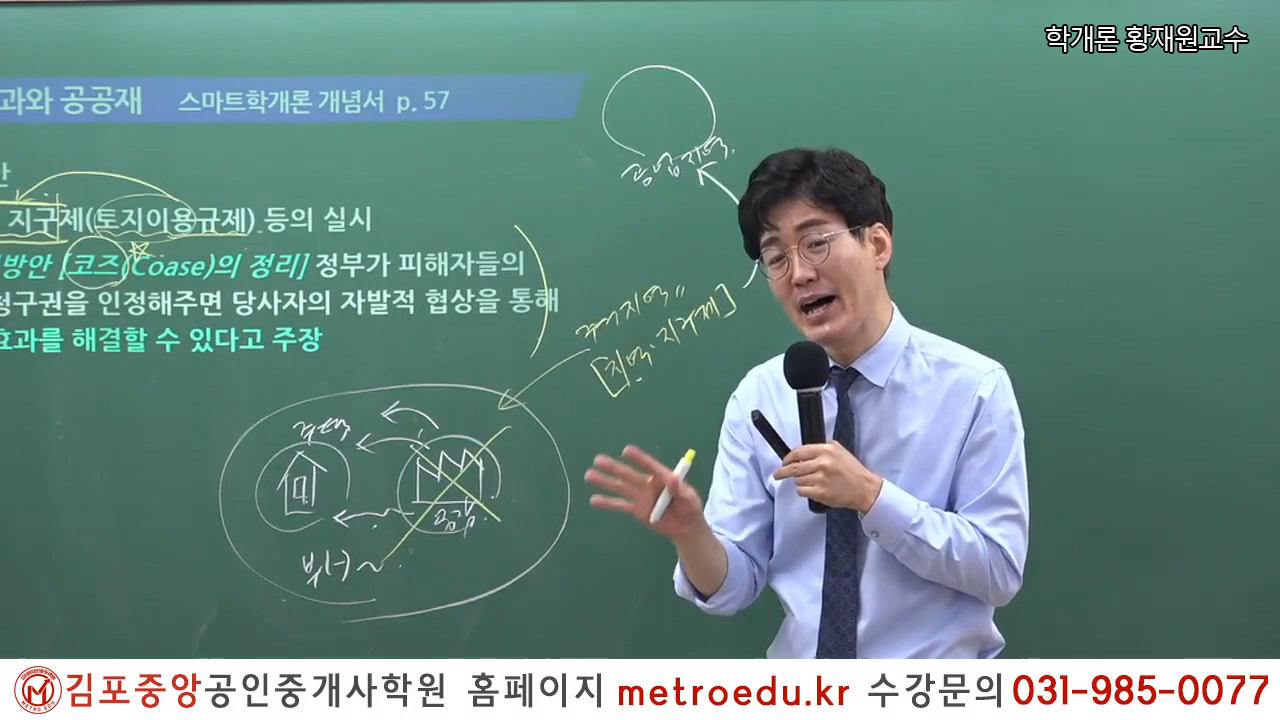 학개론 황재원교수
과와 공공재 스마트학개론 개념서 p. 57
안
지구제(토지이용규제) 등의 실시
방안 [코즈(Coase)의 정리] 정부가 피해자들의
청구권을 인정해주면 당사자의 자발적 협상을 통해
효과를 해결할 수 있다고 주장
공업지역.
주거지역"
[지역·지구제]
주택
공장.
부(-)~
METRO EDU
김포중앙공인중개사학원 홈페이지 metroedu.kr 수강문의 031-985-0077